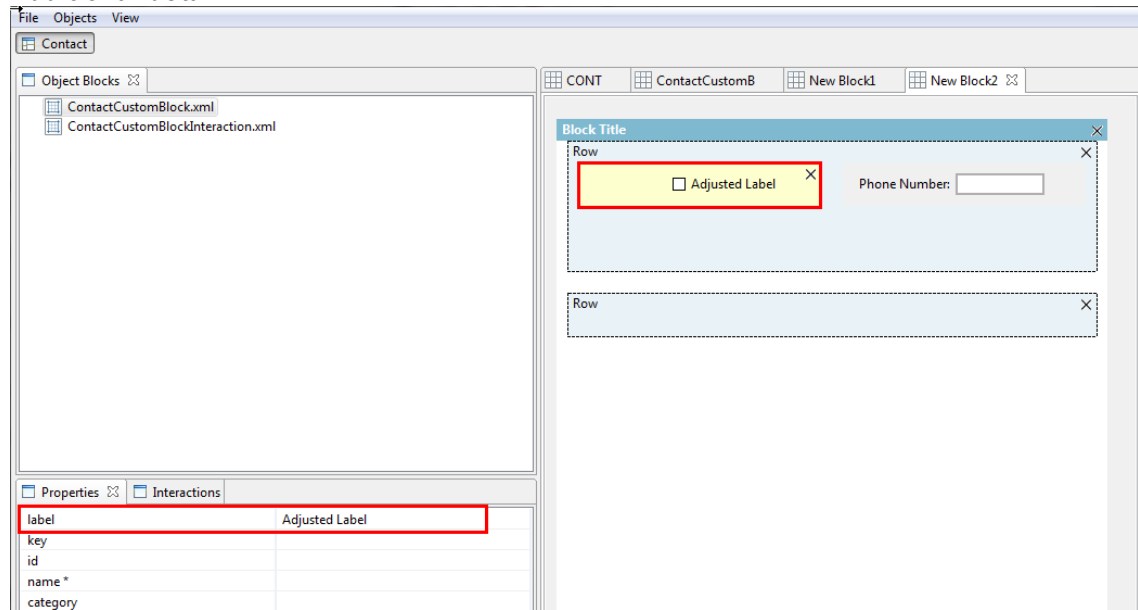 File Objects View
Contact
Object Blocks
ContactCustomBlock.xml
ContactCustomBlockInteraction.xml
CONT ContactCustomB New Block1 New Block2
Block Title
Row
Adjusted Label Phone Number:
Row
Properties Interactions
label Adjusted Label
key
id
name *
category